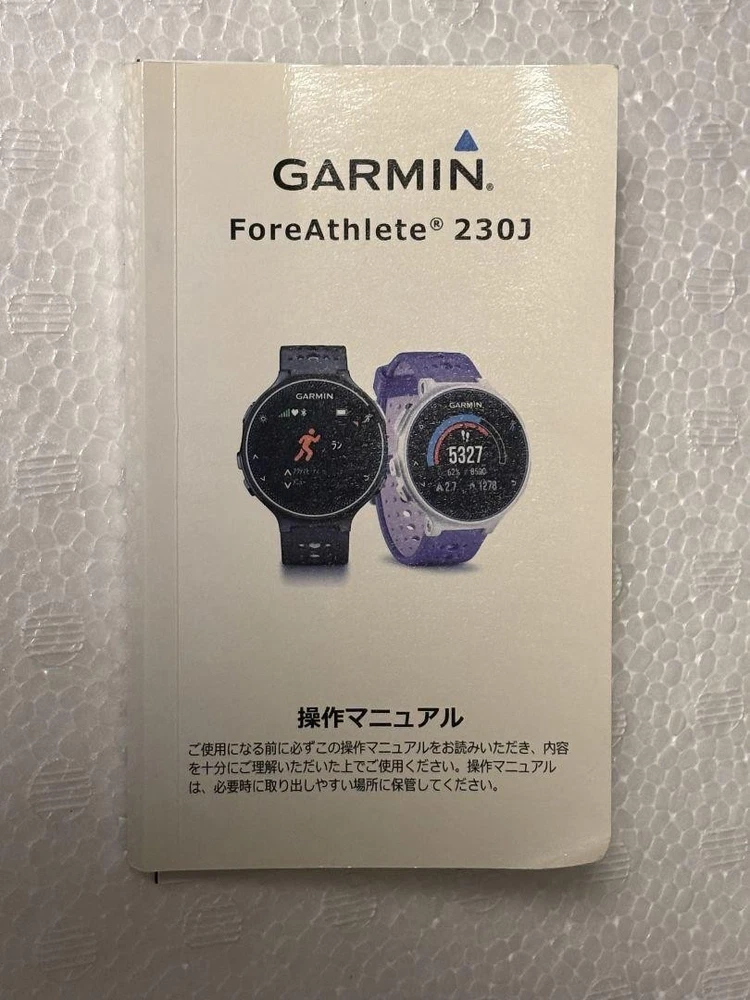 GARMIN®
ForeAthlete® 230J
GARMIN
ラン
GARMIN
5327
操作マニュアル
ご使用になる前に必ずこの操作マニュアルをお読みいただき、内容
を十分にご理解いただいた上でご使用ください。操作マニュアル
は、必要時に取り出しやすい場所に保管してください。